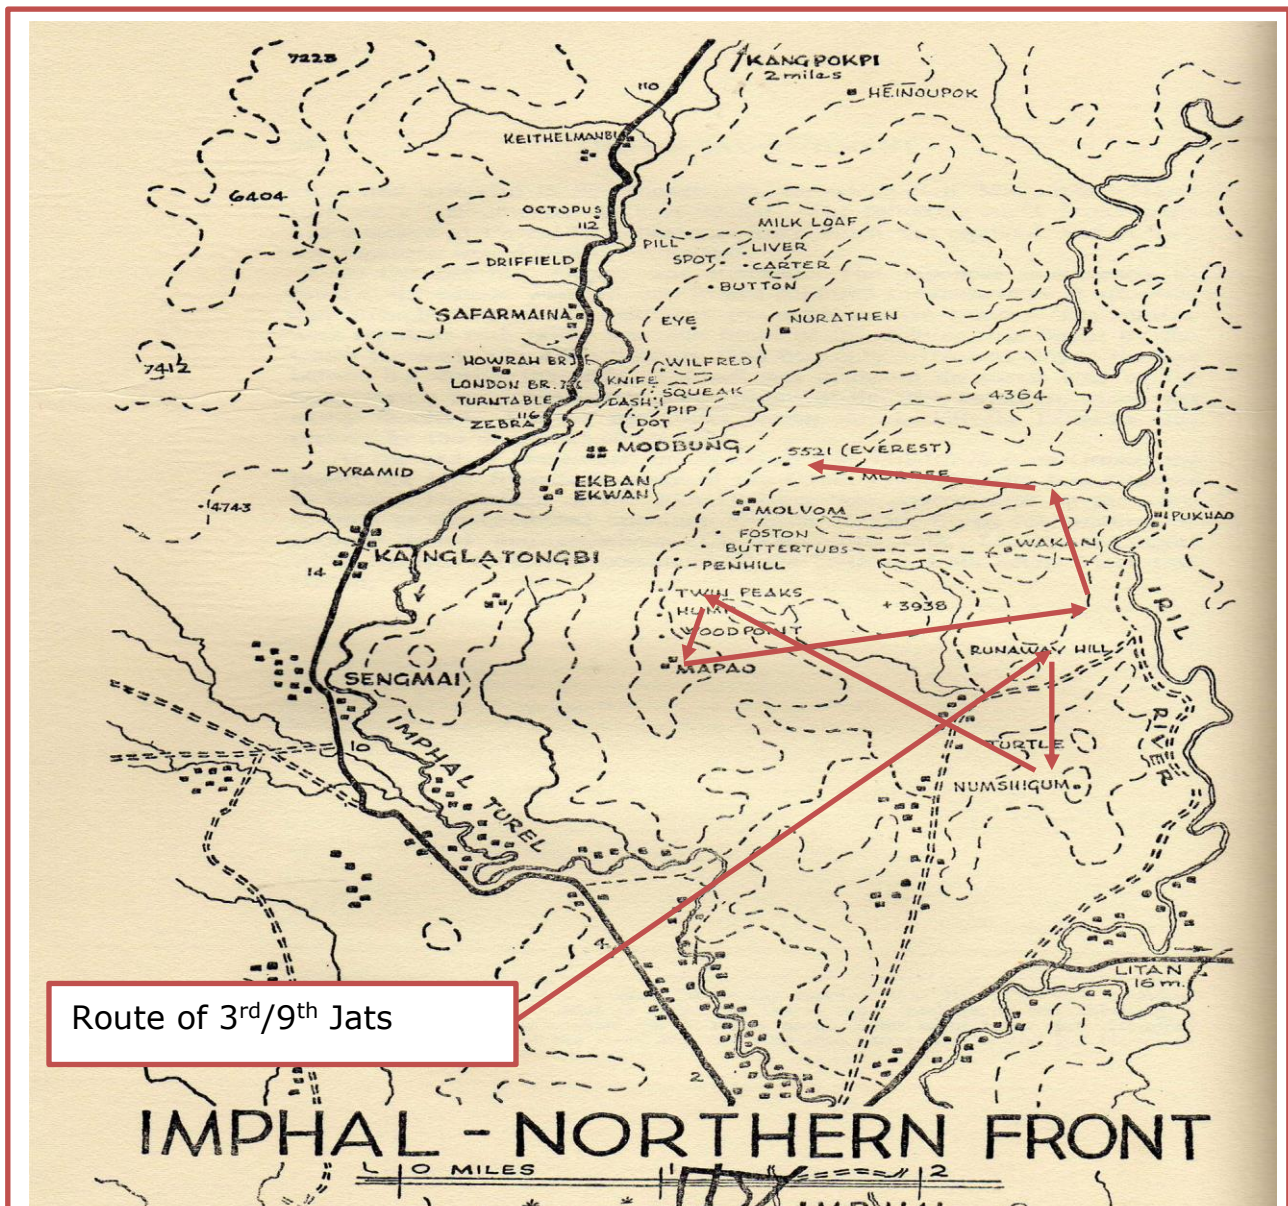 7223
KANGPOKPI
2 miles
110
HEINOUPOK
KEITHELMANBI
6404
OCTOPUS
112
MILK LOAF
PILL
LIVER
DRIFFIELD
SPOT
CARTER
BUTTON
SAFARMAINA
EYE
NURATHEN
HOWRAH BR.
WILFRED
7412
LONDON BR.
KNIFE
SQUEAK
4364
TURNTABLE
DASH
116
PIP
ZEBRA
DOT
MODBUNG
5521 (EVEREST)
PYRAMID
EKBAN
EKWAN
4743
MOLVOM
PUKHAO
FOSTON
WAKAN
KANGLATONGBI
BUTTERTUBS
14
PENHILL
TWIN PEAKS
+3938
HUMP
WOODPOINT
IRIL RIVER
RUNAWAY HILL
MAPAO
SENGMAI
10
IMPHAL TUREL
TURTLE
NUMSHIGUM
4
LITAN
16 m.
Route of 3rd/9th Jats
2
IMPHAL - NORTHERN FRONT
0 MILES 1 2